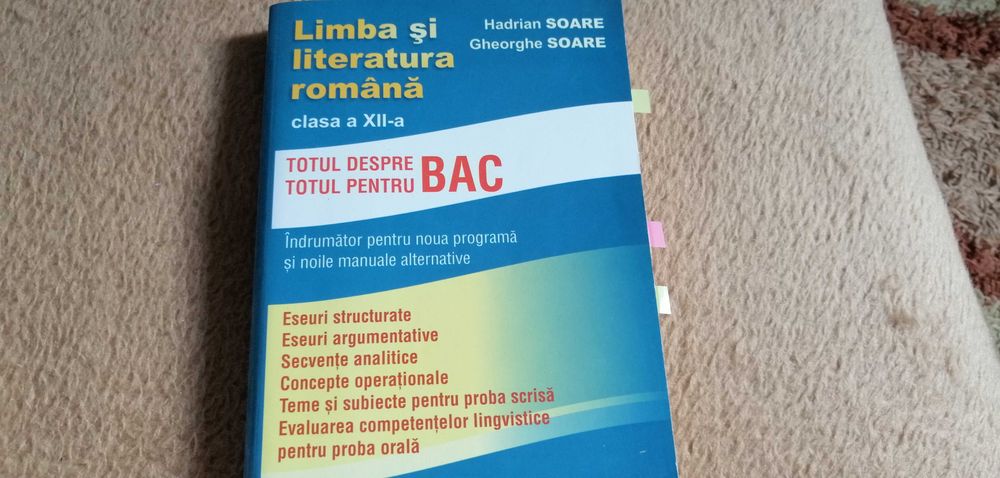 Limba şi
literatura
română
clasa a XII-a
Hadrian SOARE
Gheorghe SOARE
TOTUL DESPRE
TOTUL PENTRU BAC
Îndrumător pentru noua programă
şi noile manuale alternative
Eseuri structurate
Eseuri argumentative
Secvenţe analitice
Concepte operaţionale
Teme şi subiecte pentru proba scrisă
Evaluarea competenţelor lingvistice
pentru proba orală